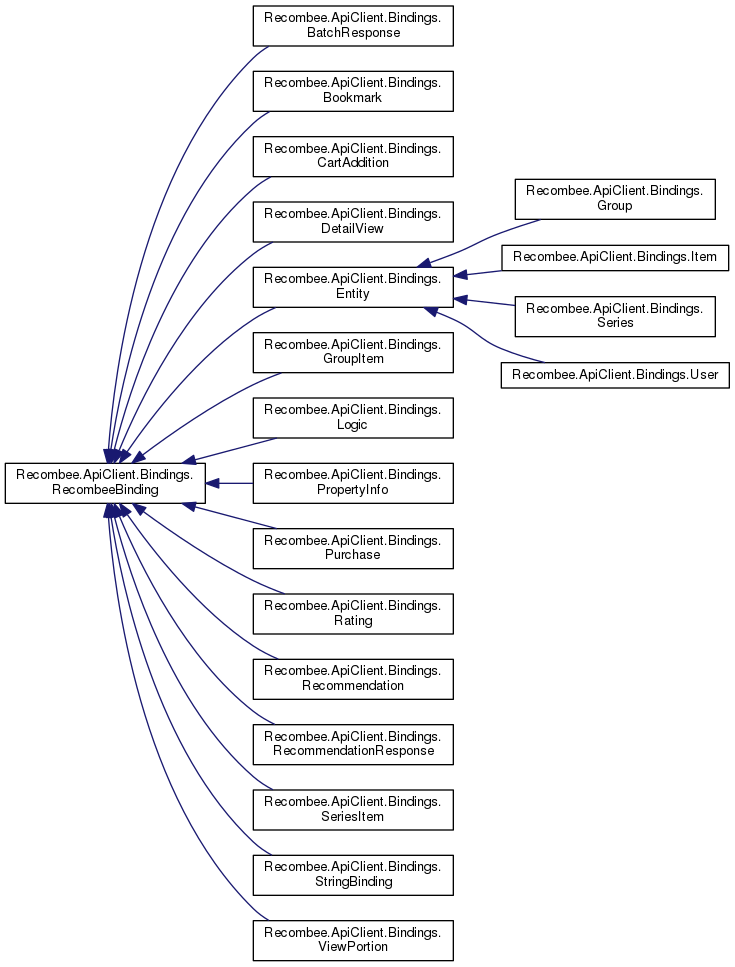 Recombee.ApiClient.Bindings.
BatchResponse
Recombee.ApiClient.Bindings.
Bookmark
Recombee.ApiClient.Bindings.
CartAddition
Recombee.ApiClient.Bindings.
DetailView
Recombee.ApiClient.Bindings.
Entity
Recombee.ApiClient.Bindings.
Group
Recombee.ApiClient.Bindings.Item
Recombee.ApiClient.Bindings.
Series
Recombee.ApiClient.Bindings.User
Recombee.ApiClient.Bindings.
GroupItem
Recombee.ApiClient.Bindings.
Logic
Recombee.ApiClient.Bindings.
RecombeeBinding
Recombee.ApiClient.Bindings.
PropertyInfo
Recombee.ApiClient.Bindings.
Purchase
Recombee.ApiClient.Bindings.
Rating
Recombee.ApiClient.Bindings.
Recommendation
Recombee.ApiClient.Bindings.
RecommendationResponse
Recombee.ApiClient.Bindings.
SeriesItem
Recombee.ApiClient.Bindings.
StringBinding
Recombee.ApiClient.Bindings.
ViewPortion